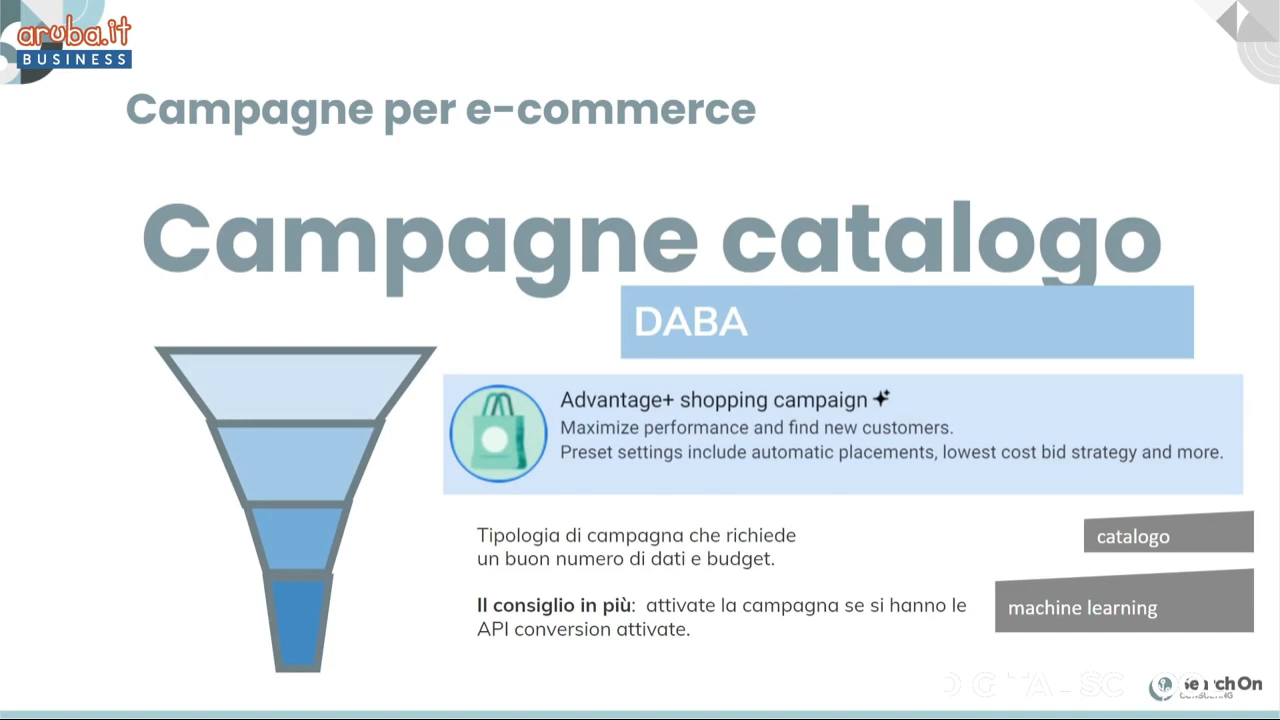 aruba.it
BUSINESS
Campagne per e-commerce
Campagne catalogo
DABA
Advantage+ shopping campaign
Maximize performance and find new customers.
Preset settings include automatic placements, lowest cost bid strategy and more.
Tipologia di campagna che richiede
un buon numero di dati e budget.
catalogo
Il consiglio in più: attivate la campagna se si hanno le
API conversion attivate.
machine learning